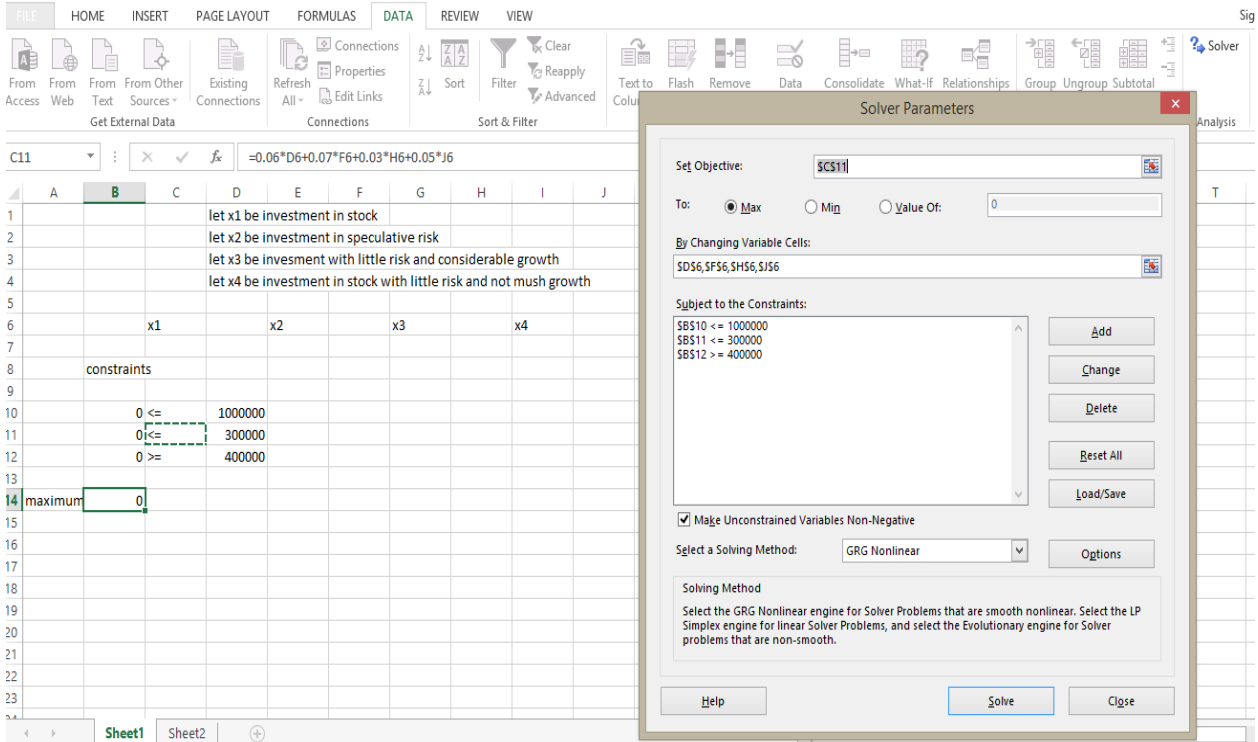 FILE HOME INSERT PAGE LAYOUT FORMULAS DATA REVIEW VIEW Sig
From Access
From Web
From Text
From Other Sources
Existing Connections
Get External Data
Refresh All
Connections
Properties
Edit Links
Connections
A Z
Z A
Z A A Z
Sort
Filter
Clear
Reapply
Advanced
Sort & Filter
Text to
Colu
Flash
Remove
Data
Consolidate
What-If
Relationships
Group
Ungroup
Subtotal
Solver
Analysis
C11 fx =0.06*D6+0.07*F6+0.03*H6+0.05*J6
A B C D E F G H I J T
1 let x1 be investment in stock
2 let x2 be investment in speculative risk
3 let x3 be invesment with little risk and considerable growth
4 let x4 be investment in stock with little risk and not mush growth
5
6 x1 x2 x3 x4
7
8 constraints
9
10 0 <= 1000000
11 0 <= 300000
12 0 >= 400000
13
14 maximum 0
15
16
17
18
19
20
21
22
23
Sheet1 Sheet2
Solver Parameters
Set Objective: $C$11
To: Max Min Value Of: 0
By Changing Variable Cells:
$D$6,$F$6,$H$6,$J$6
Subject to the Constraints:
$B$10 <= 1000000
$B$11 <= 300000
$B$12 >= 400000
Add
Change
Delete
Reset All
Load/Save
Make Unconstrained Variables Non-Negative
Select a Solving Method: GRG Nonlinear
Options
Solving Method
Select the GRG Nonlinear engine for Solver Problems that are smooth nonlinear. Select the LP
Simplex engine for linear Solver Problems, and select the Evolutionary engine for Solver
problems that are non-smooth.
Help
Solve
Close